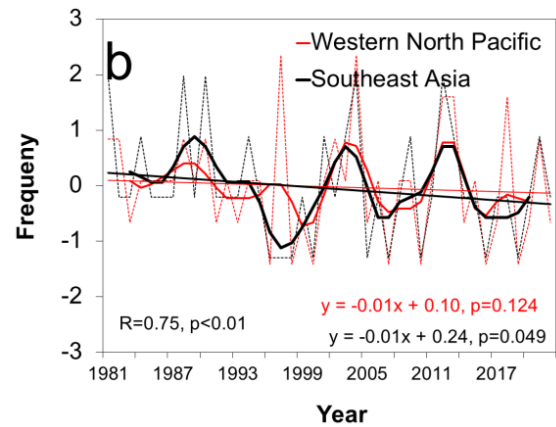 b
Western North Pacific
Southeast Asia
3
2
1
0
-1
-2
-3
Frequeny
y = -0.01x + 0.10, p=0.124
R=0.75, p<0.01
y = -0.01x + 0.24, p=0.049
1981 1987 1993 1999 2005 2011 2017
Year